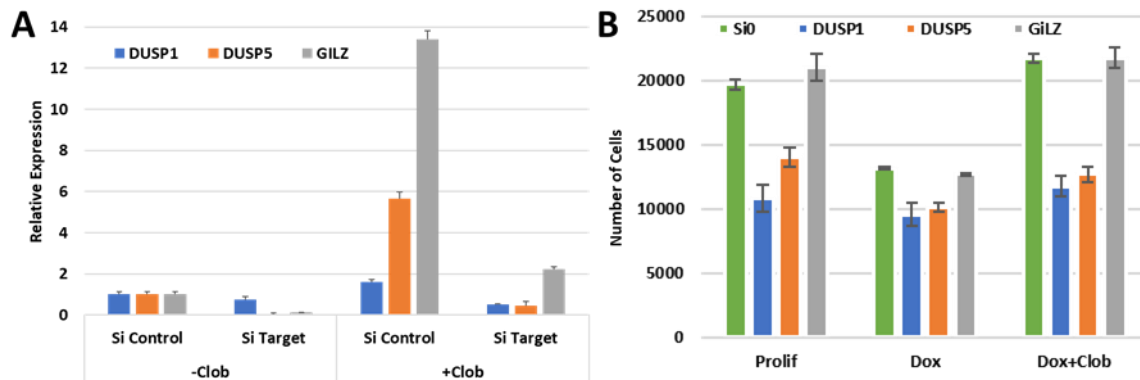 A
Relative Expression
14
12
10
8
6
4
2
0
DUSP1 DUSP5 GILZ
Si Control Si Target Si Control Si Target
-Clob +Clob
B
Number of Cells
25000
20000
15000
10000
5000
0
Si0 DUSP1 DUSP5 GiLZ
Prolif Dox Dox+Clob